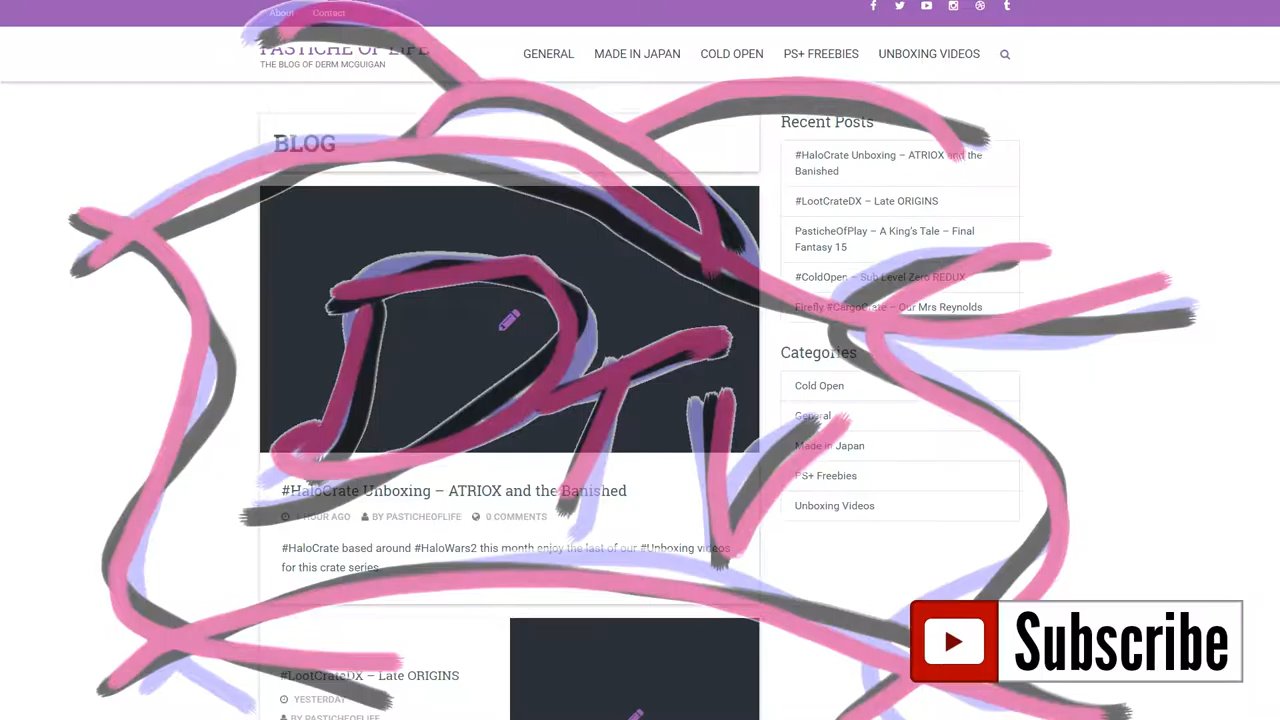 About Contact
PASTICHE OF LIFE
THE BLOG OF DERM MCGUIGAN
GENERAL MADE IN JAPAN COLD OPEN PS+ FREEBIES UNBOXING VIDEOS
BLOG
DTV
#HaloCrate Unboxing – ATRIOX and the Banished
1 HOUR AGO BY PASTICHEOFLIFE 0 COMMENTS
#HaloCrate based around #HaloWars2 this month enjoy the last of our #Unboxing videos
for this crate series.
#LootCrateDX – Late ORIGINS
YESTERDAY
BY PASTICHEOFLIFE
Recent Posts
#HaloCrate Unboxing – ATRIOX and the
Banished
#LootCrateDX – Late ORIGINS
PasticheOfPlay – A King's Tale – Final
Fantasy 15
#ColdOpen – Sub Level Zero REDUX
Firefly #CargoCrate – Our Mrs Reynolds
Categories
Cold Open
General
Made in Japan
PS+ Freebies
Unboxing Videos
Subscribe